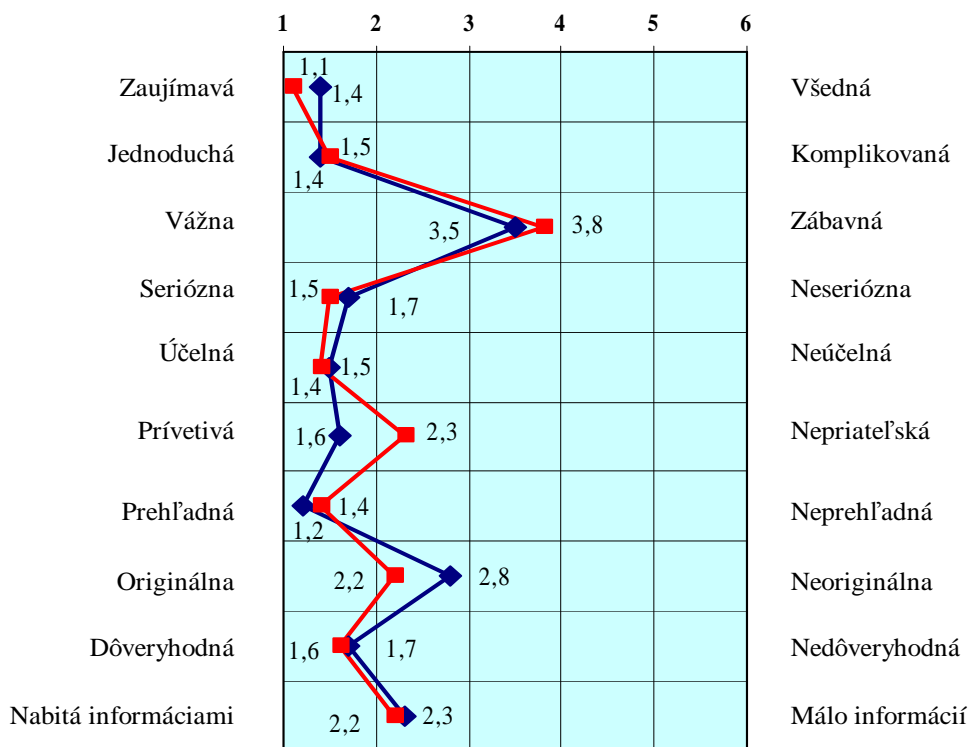 1 2 3 4 5 6
1,1
Zaujímavá 1,4 Všedná
Jednoduchá 1,5 Komplikovaná
1,4
Vážna 3,5 3,8 Zábavná
Seriózna 1,5 1,7 Neseriózna
Účelná 1,5 Neúčelná
1,4
Prívetivá 1,6 2,3 Nepriateľská
Prehľadná 1,4 Neprehľadná
1,2
Originálna 2,2 2,8 Neoriginálna
Dôveryhodná 1,6 1,7 Nedôveryhodná
Nabitá informáciami 2,2 2,3 Málo informácií